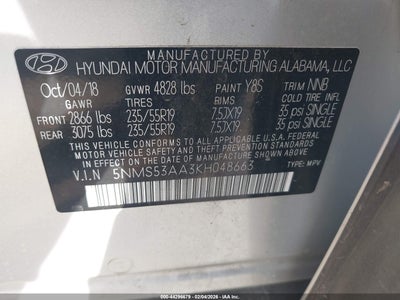 MANUFACTURED BY
HYUNDAI MOTOR MANUFACTURING ALABAMA, LLC
Oct/04/18 GVWR 4828 lbs PAINT Y8S TRIM NNB
GAWR TIRES RIMS COLD TIRE INFL
FRONT 2866 lbs 235/55R19 7.5JX19 35 psi SINGLE
REAR 3075 lbs 235/55R19 7.5JX19 35 psi SINGLE
THIS VEHICLE CONFORMS TO ALL APPLICABLE U.S.A. FEDERAL
MOTOR VEHICLE SAFETY AND THEFT PREVENTION STANDARDS
IN EFFECT ON THE DATE OF MANUFACTURE SHOWN ABOVE.
V.I.N 5NMS53AA3KH048663 TYPE: MPV
000-44296679 - 02/04/2026 - IAA